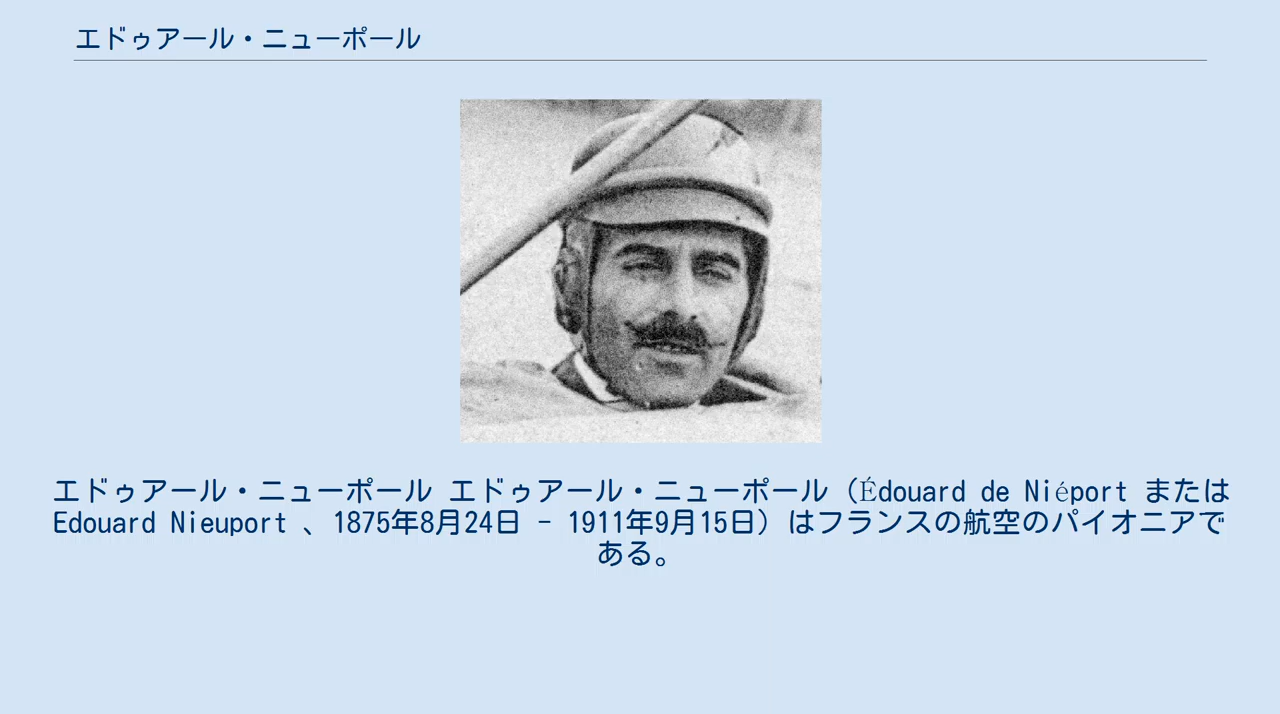 エドゥアール・ニューポール
エドゥアール・ニューポール エドゥアール・ニューポール（Édouard de Niéport または
Edouard Nieuport 、1875年8月24日 - 1911年9月15日）はフランスの航空のパイオニアで
ある。